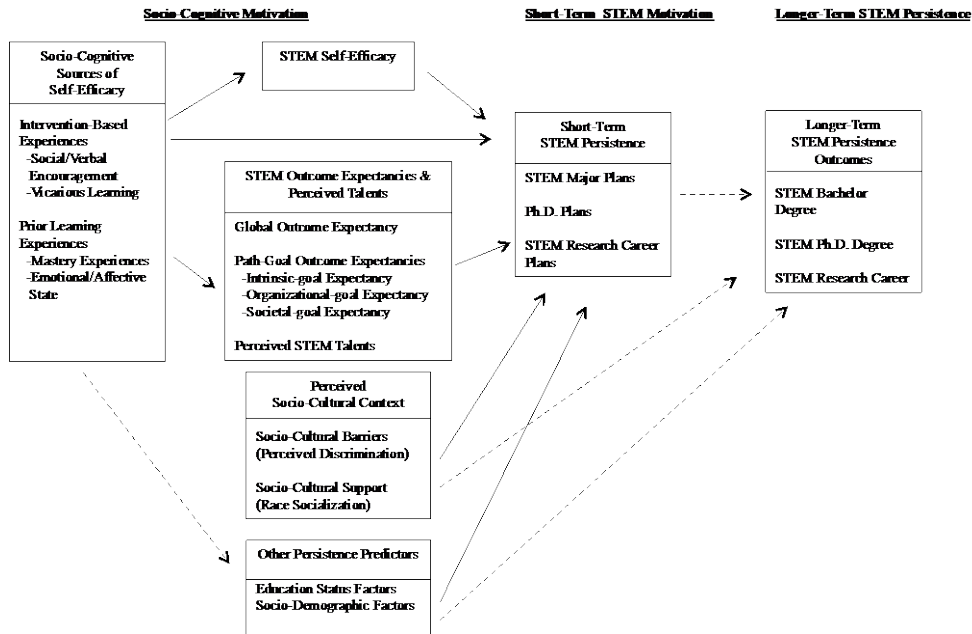 Socio-Cognitive Motivation
Short-Term STEM Motivation
Longer-Term STEM Persistence
Socio-Cognitive
Sources of
Self-Efficacy
Intervention-Based
Experiences
-Social/Verbal
Encouragement
-Vicarious Learning
Prior Learning
Experiences
-Mastery Experiences
-Emotional/Affective
State
STEM Self-Efficacy
STEM Outcome Expectancies &
Perceived Talents
Global Outcome Expectancy
Path-Goal Outcome Expectancies
-Intrinsic-goal Expectancy
-Organizational-goal Expectancy
-Societal-goal Expectancy
Perceived STEM Talents
Perceived
Socio-Cultural Context
Socio-Cultural Barriers
(Perceived Discrimination)
Socio-Cultural Support
(Race Socialization)
Other Persistence Predictors
Education Status Factors
Socio-Demographic Factors
Short-Term
STEM Persistence
STEM Major Plans
Ph.D. Plans
STEM Research Career
Plans
Longer-Term
STEM Persistence
Outcomes
STEM Bachelor
Degree
STEM Ph.D. Degree
STEM Research Career